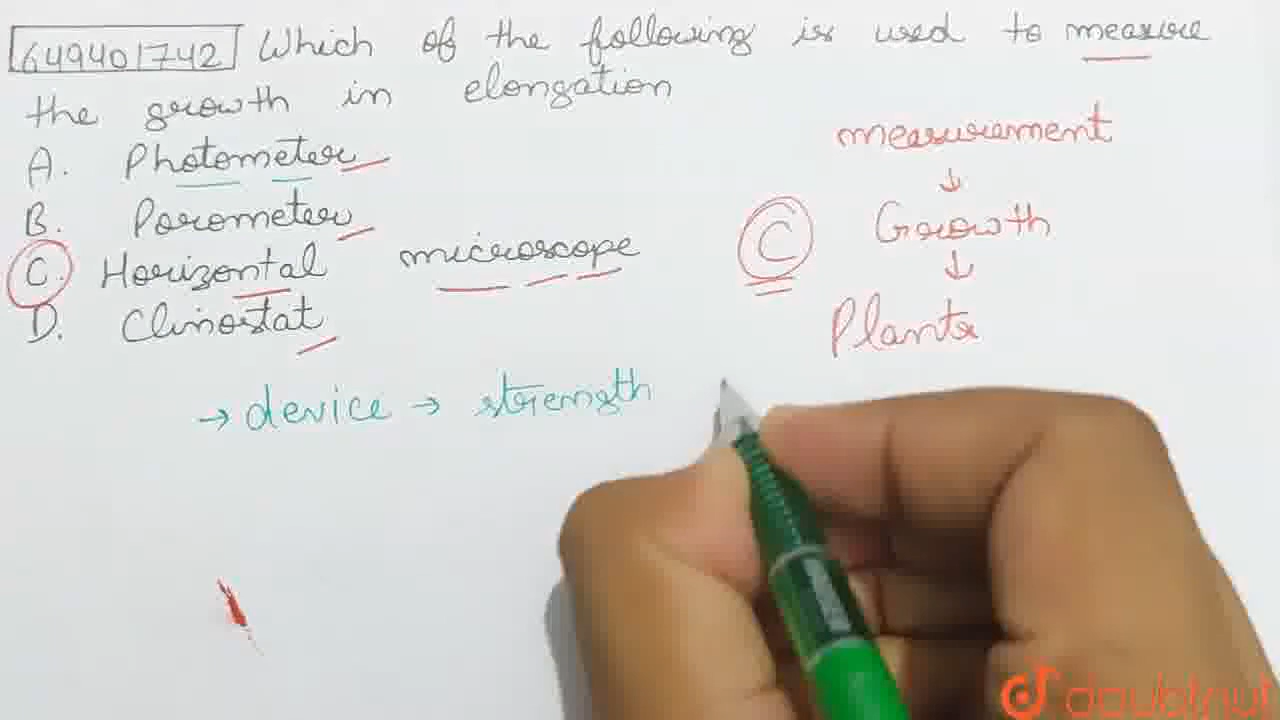 649401742 Which of the following is used to measure
the growth in elongation
A. Photometer
B. Porometer
C. Horizontal microscope
D. Clinostat
measurement
↓
Growth
↓
Plants
C
→ device → strength
doubtnut